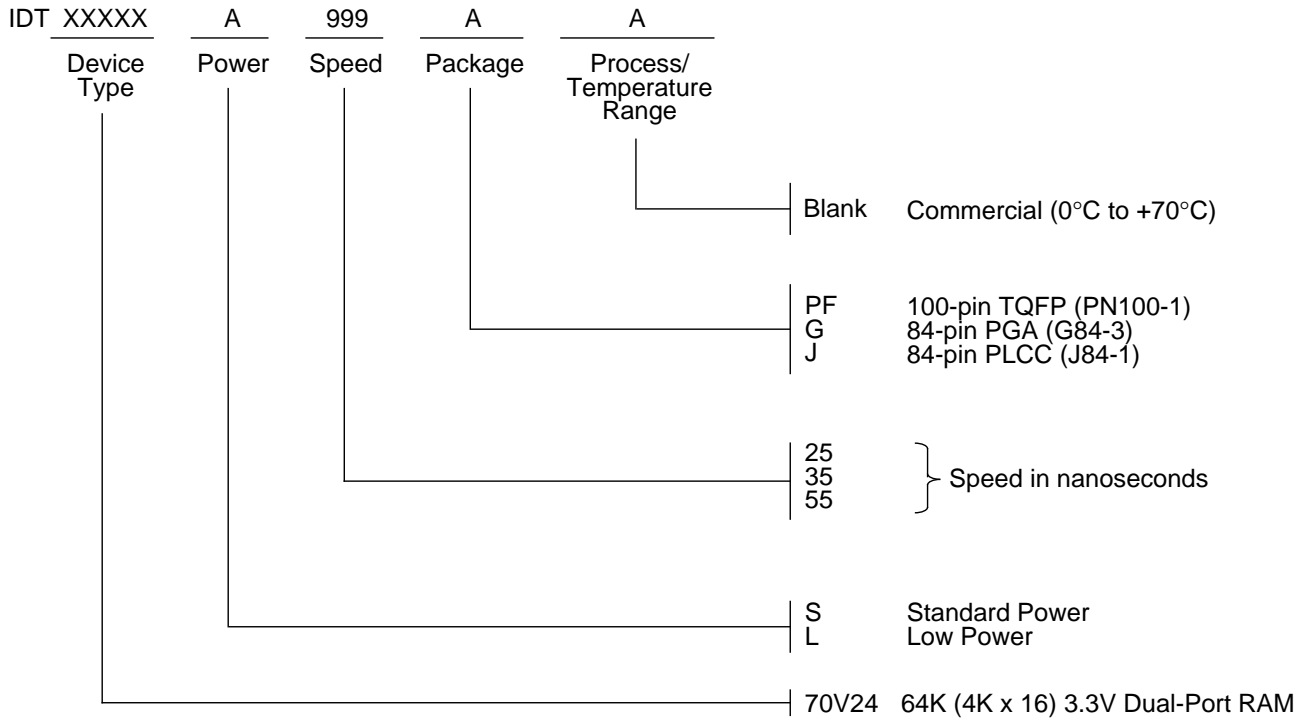 IDT XXXXX A 999 A A
Device Type
Power
Speed
Package
Process/
Temperature
Range
Blank Commercial (0°C to +70°C)
PF 100-pin TQFP (PN100-1)
G 84-pin PGA (G84-3)
J 84-pin PLCC (J84-1)
25
35 Speed in nanoseconds
55
S Standard Power
L Low Power
70V24 64K (4K x 16) 3.3V Dual-Port RAM